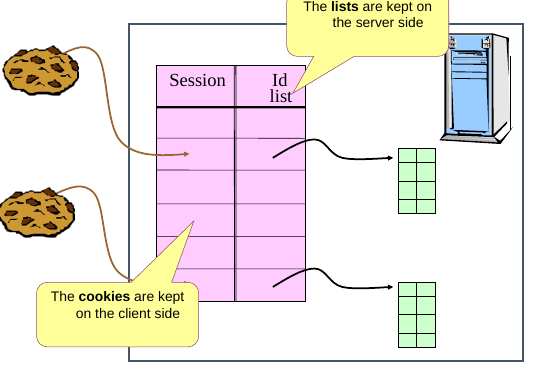 The lists are kept on
the server side
Session
Id
list
The cookies are kept
on the client side